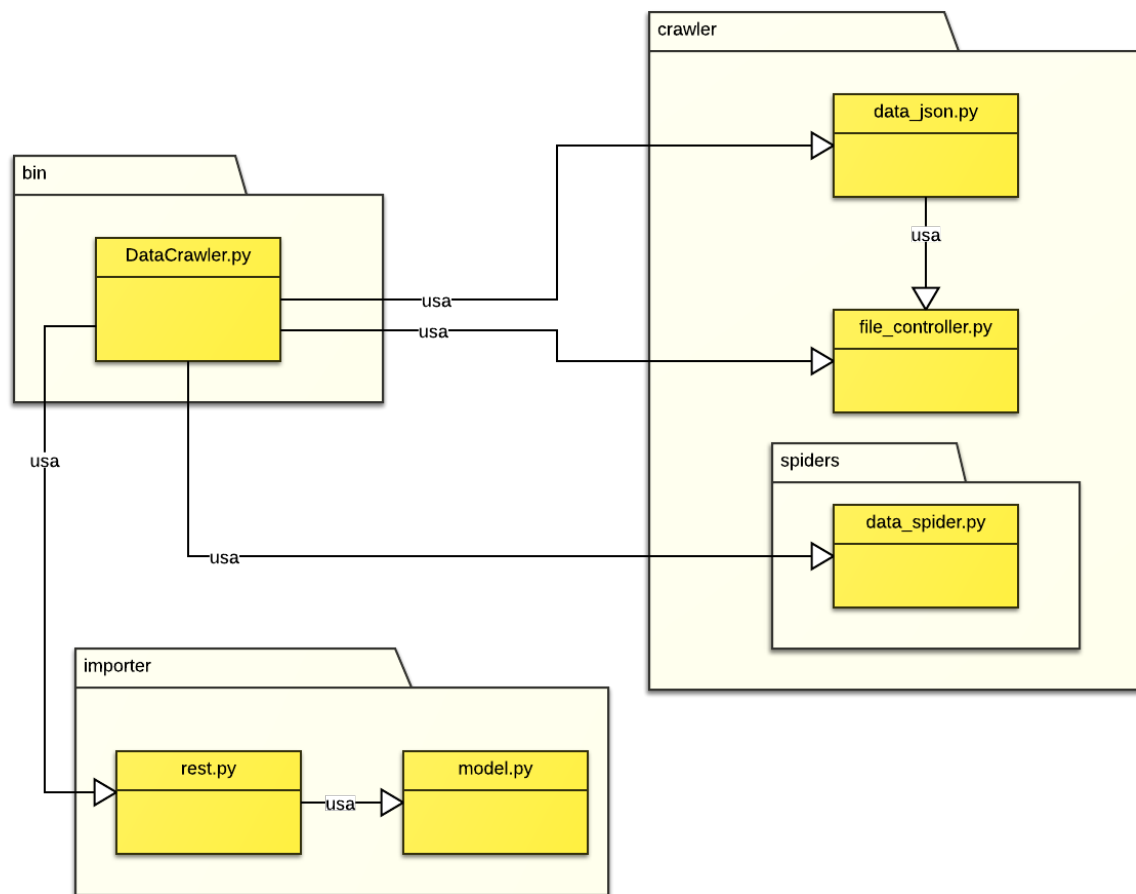 crawler
data_json.py
bin
usa
DataCrawler.py
usa
file_controller.py
usa
usa
spiders
data_spider.py
usa
importer
rest.py
model.py
usa